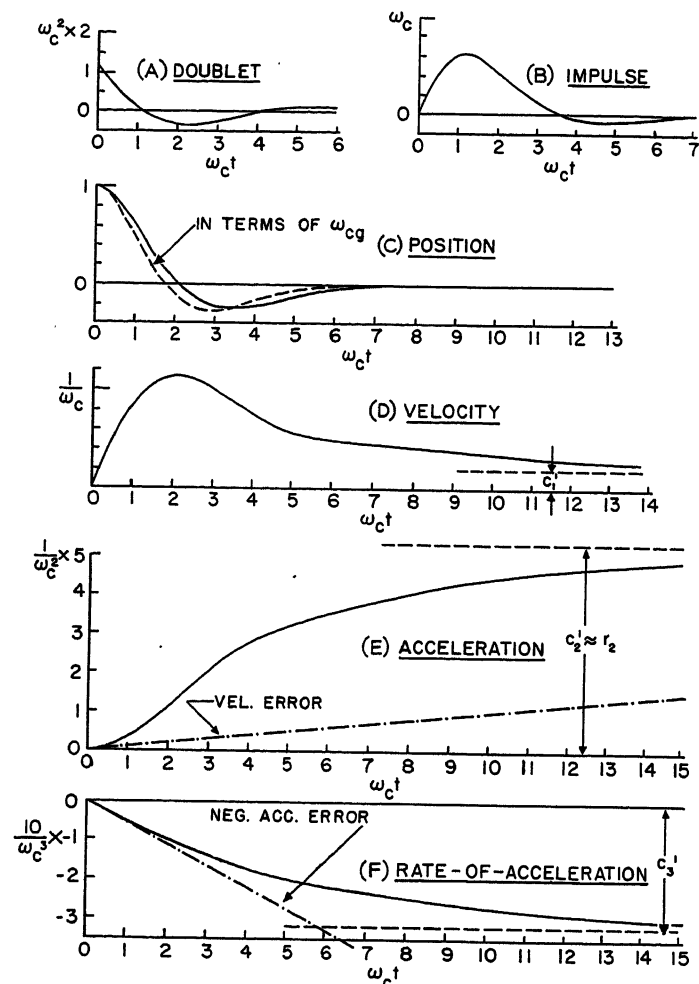 ω_c² × 2
1
0
(A) DOUBLET
0 1 2 3 4 5 6
ω_c t
ω_c
0
(B) IMPULSE
0 1 2 3 4 5 6 7
ω_c t
1
0
IN TERMS OF ω_cg
(C) POSITION
0 1 2 3 4 5 6 7 8 9 10 11 12 13
ω_c t
1/ω_c
(D) VELOCITY
c₁'
0 1 2 3 4 5 6 7 8 9 10 11 12 13 14
ω_c t
1/ω_c² × 5
4
3
2
1
0
(E) ACCELERATION
c₂' ≈ r₂
VEL. ERROR
0 1 2 3 4 5 6 7 8 9 10 11 12 13 14 15
ω_c t
0
10/ω_c³ × -1
-2
-3
NEG. ACC. ERROR
(F) RATE-OF-ACCELERATION
c₃'
0 1 2 3 4 5 6 7 8 9 10 11 12 13 14 15
ω_c t